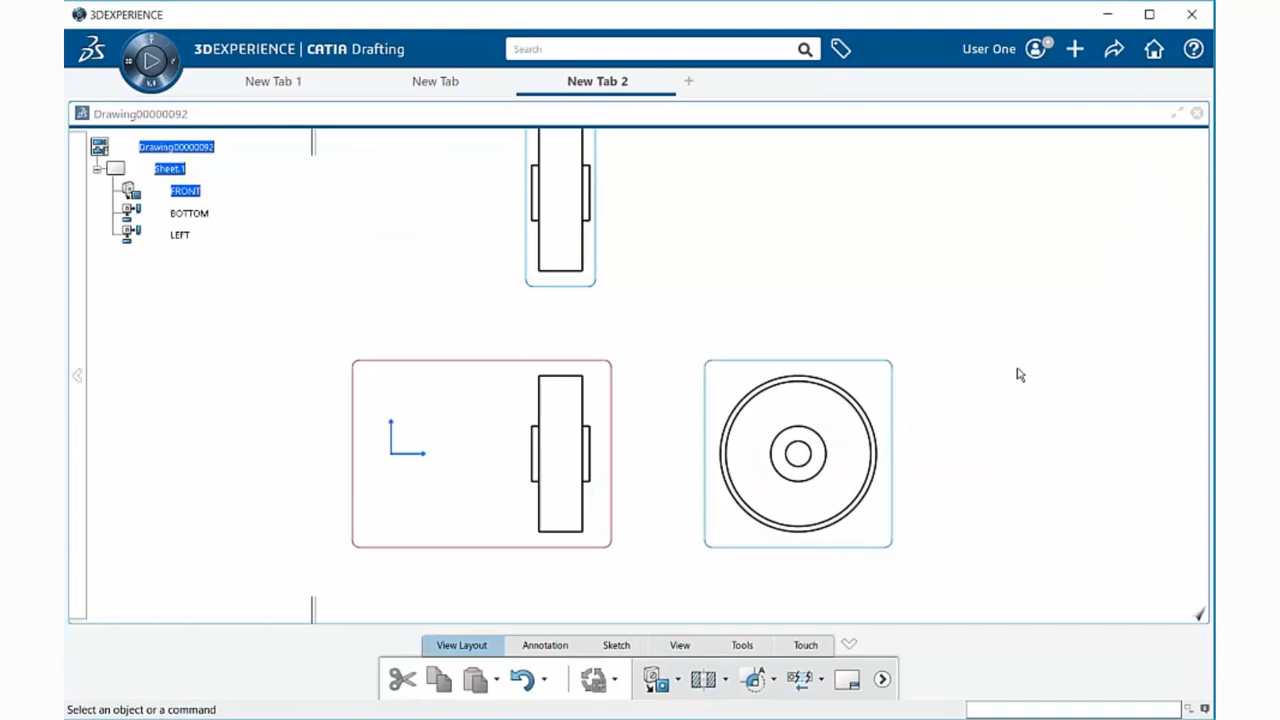 3DEXPERIENCE
3DEXPERIENCE | CATIA Drafting
Search
User One
New Tab 1
New Tab
New Tab 2
Drawing00000092
Drawing00000092
Sheet.1
FRONT
BOTTOM
LEFT
View Layout
Annotation
Sketch
View
Tools
Touch
Select an object or a command